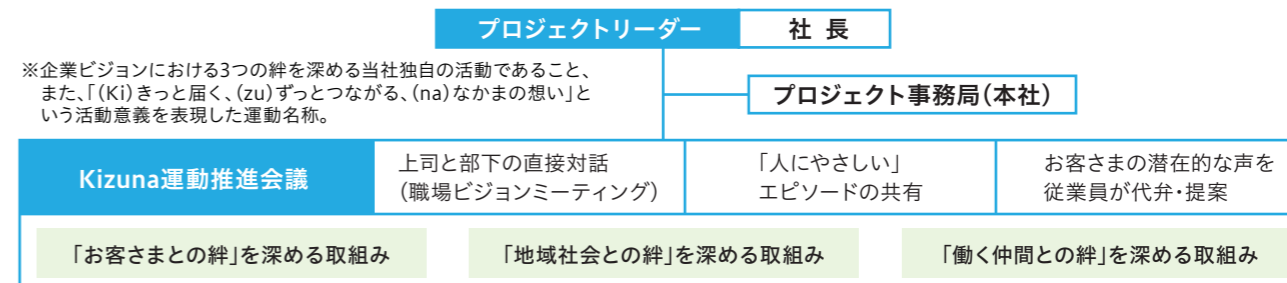 プロジェクトリーダー 社 長
※企業ビジョンにおける3つの絆を深める当社独自の活動であること、
また、「(Ki)きっと届く、(zu)ずっとつながる、(na)なかまの想い」と
いう活動意義を表現した運動名称。
プロジェクト事務局(本社)
Kizuna運動推進会議
上司と部下の直接対話
(職場ビジョンミーティング)
「人にやさしい」
エピソードの共有
お客さまの潜在的な声を
従業員が代弁・提案
「お客さまとの絆」を深める取組み
「地域社会との絆」を深める取組み
「働く仲間との絆」を深める取組み